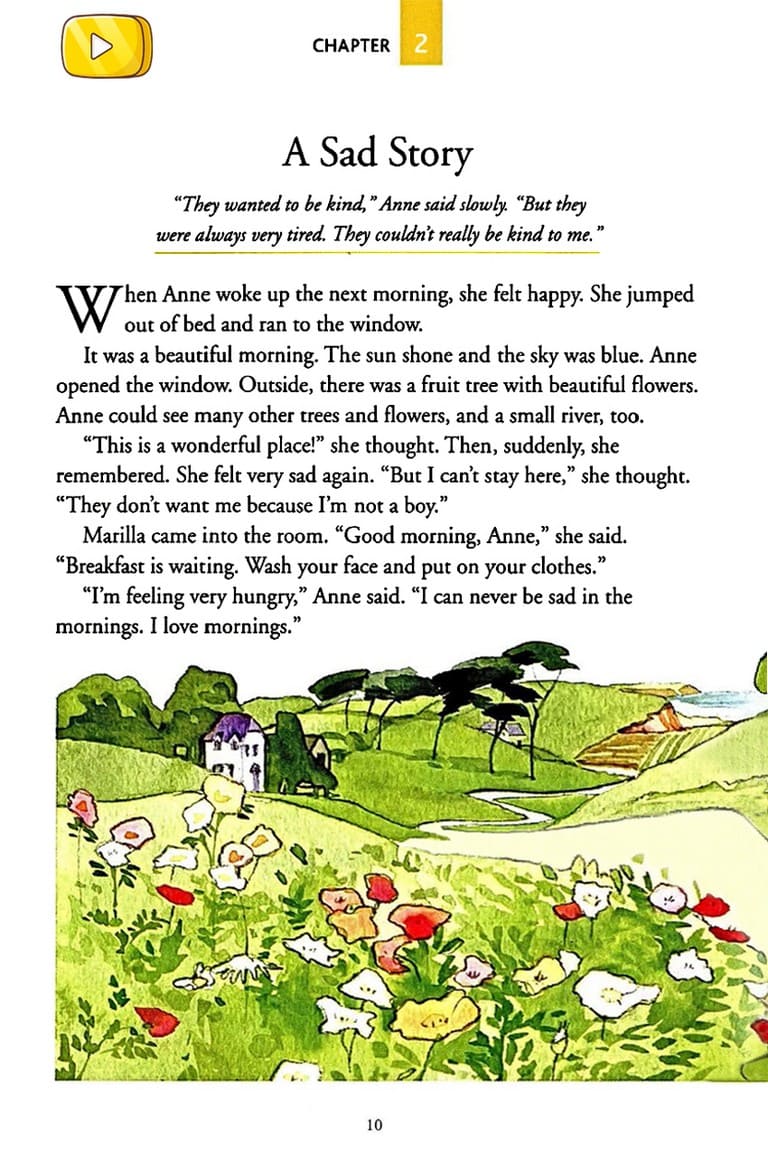 CHAPTER 2
A Sad Story
“They wanted to be kind,” Anne said slowly. “But they
were always very tired. They couldn’t really be kind to me.”
When Anne woke up the next morning, she felt happy. She jumped
out of bed and ran to the window.
It was a beautiful morning. The sun shone and the sky was blue. Anne
opened the window. Outside, there was a fruit tree with beautiful flowers.
Anne could see many other trees and flowers, and a small river, too.
“This is a wonderful place!” she thought. Then, suddenly, she
remembered. She felt very sad again. “But I can’t stay here,” she thought.
“They don’t want me because I’m not a boy.”
Marilla came into the room. “Good morning, Anne,” she said.
“Breakfast is waiting. Wash your face and put on your clothes.”
“I’m feeling very hungry,” Anne said. “I can never be sad in the
mornings. I love mornings.”
10